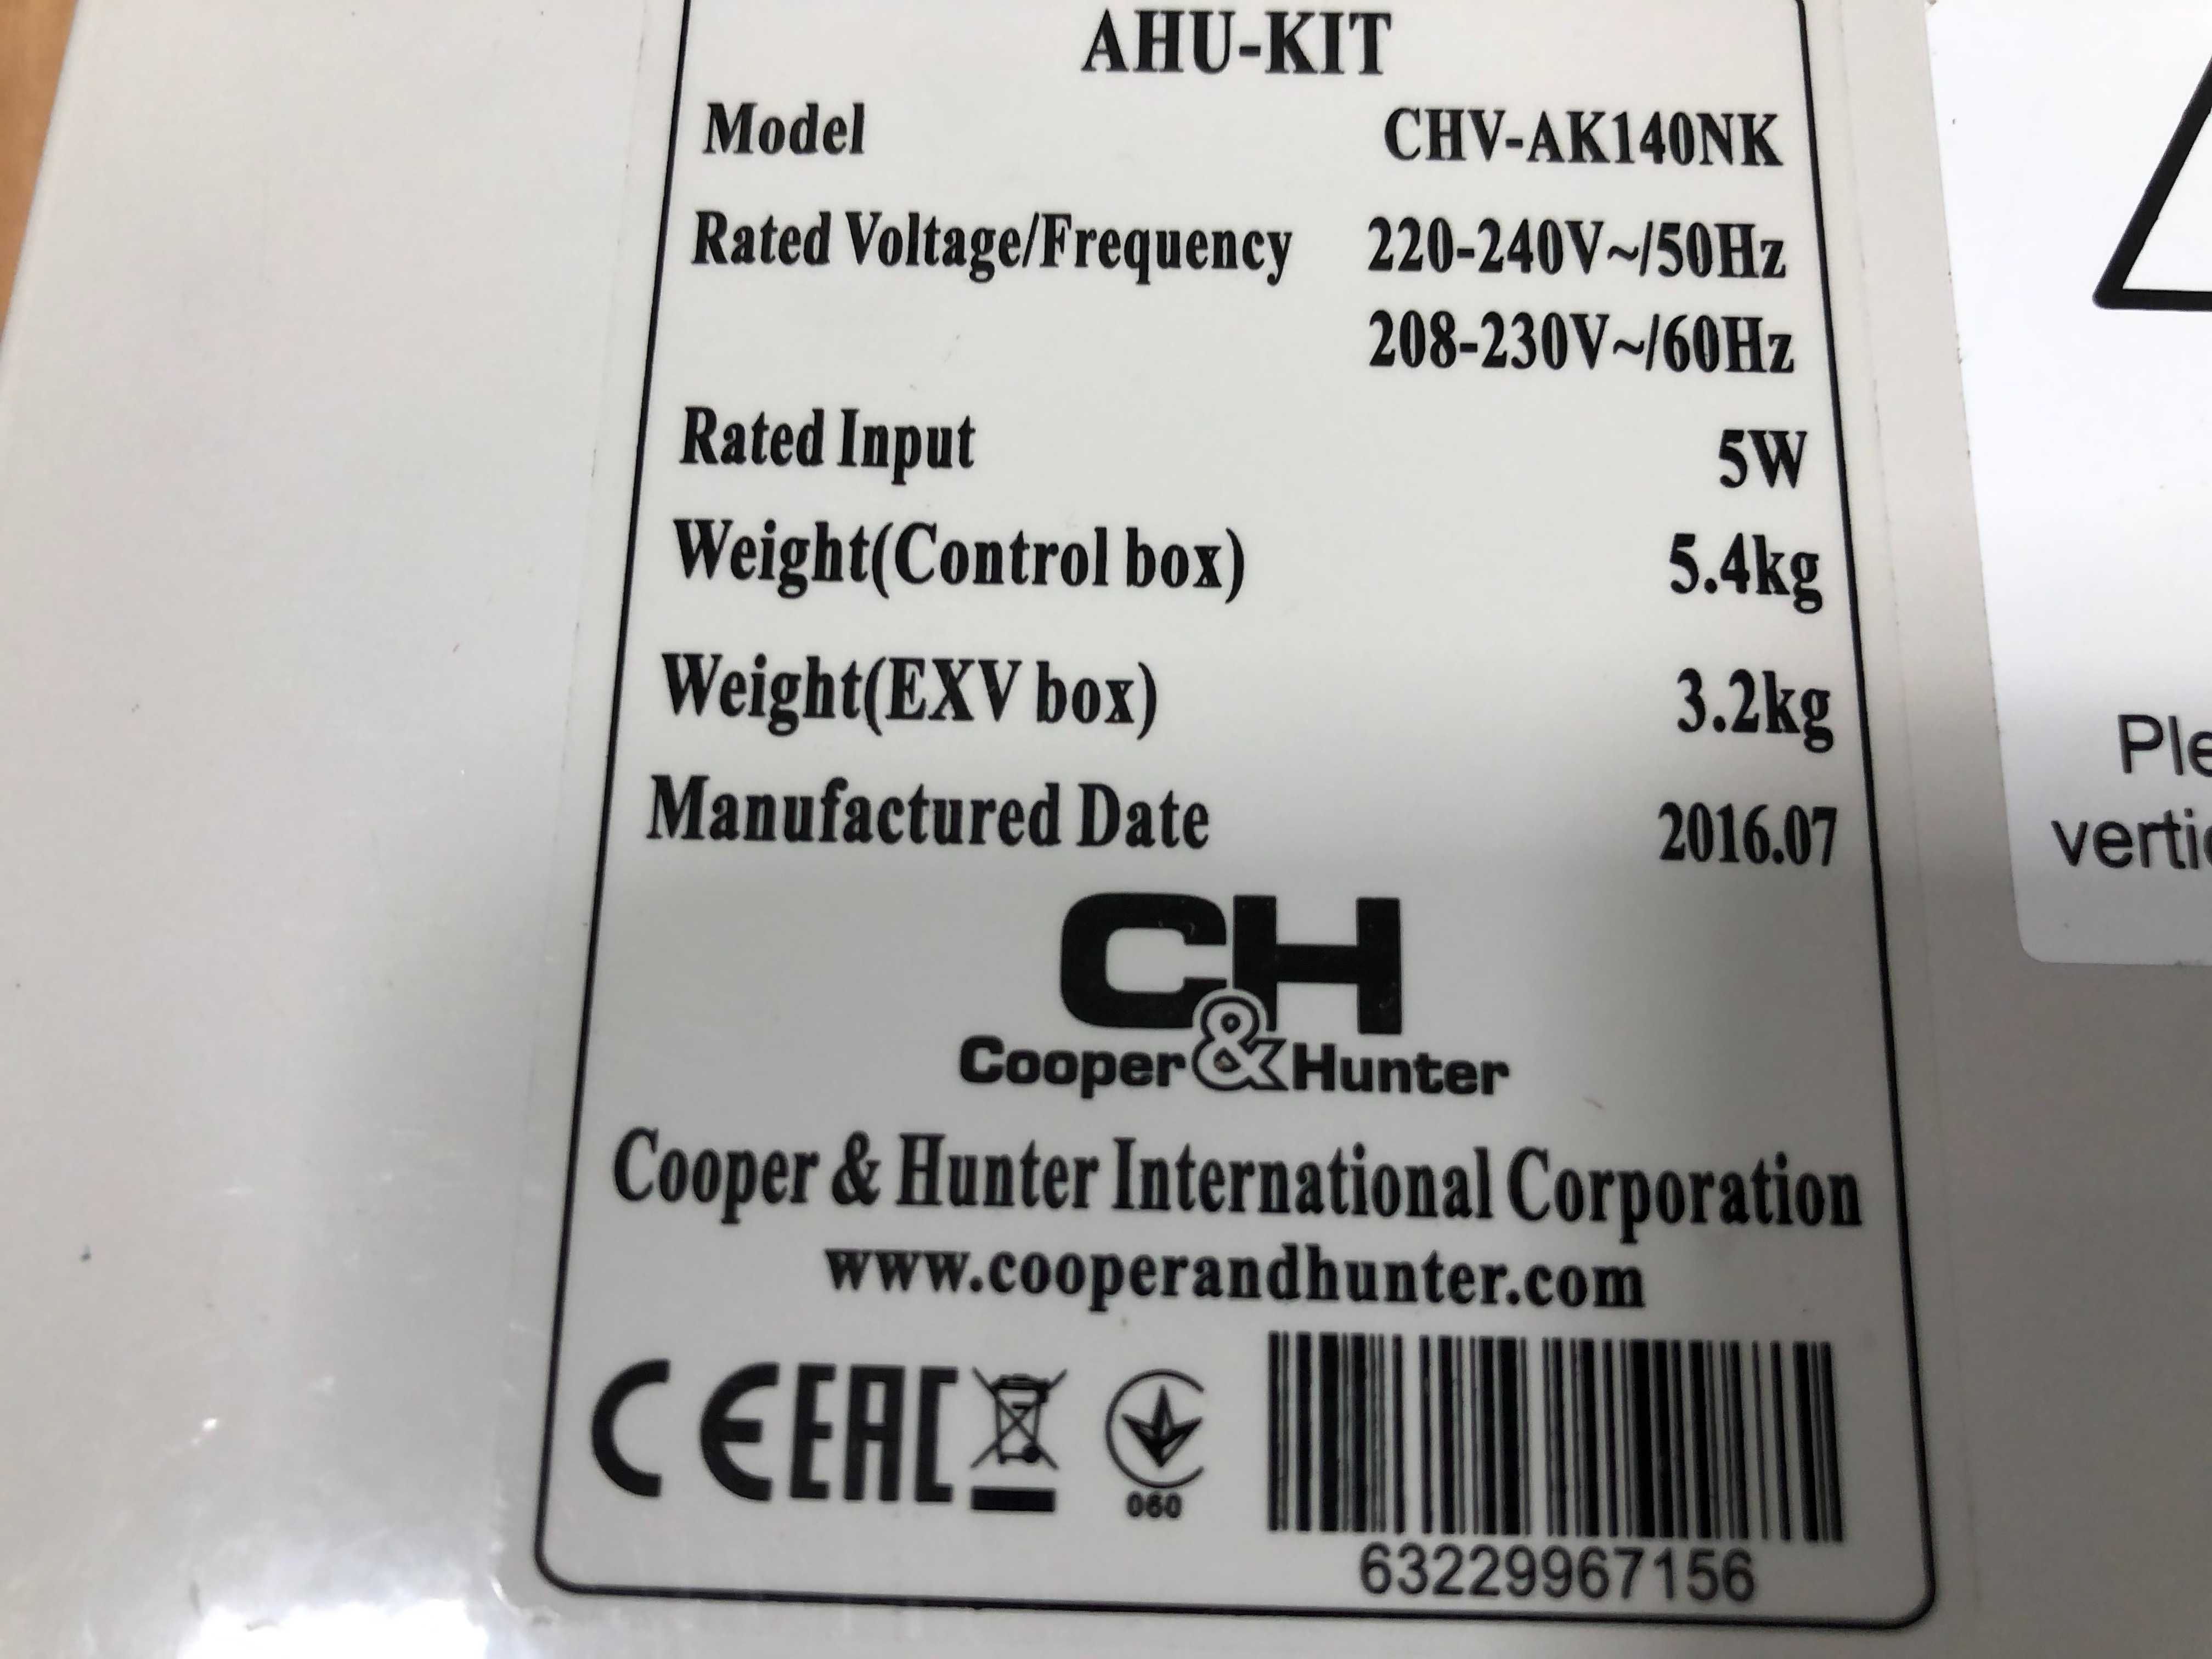 AHU-KIT
Model CHV-AK140NK
Rated Voltage/Frequency 220-240V~/50Hz
208-230V~/60Hz
Rated Input 5W
Weight(Control box) 5.4kg
Weight(EXV box) 3.2kg
Manufactured Date 2016.07
CH
Cooper&Hunter
Cooper & Hunter International Corporation
www.cooperandhunter.com
CE EAC
060
63229967156